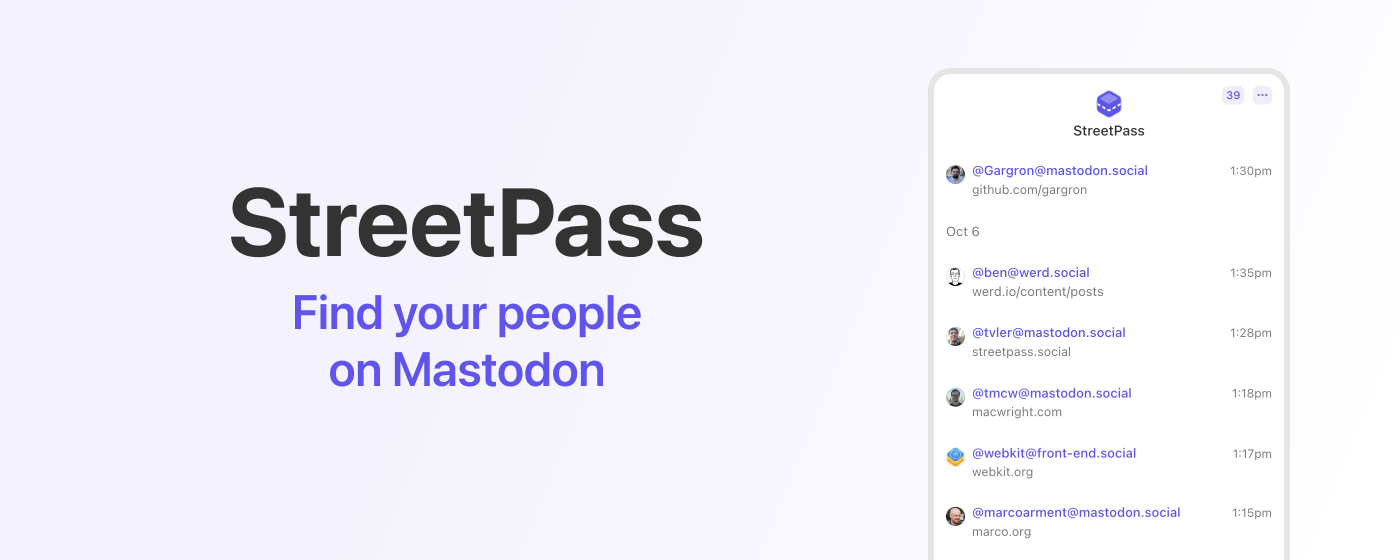 StreetPass
Find your people
on Mastodon
39 ···
StreetPass
@Gargron@mastodon.social 1:30pm
github.com/gargron
Oct 6
@ben@werd.social 1:35pm
werd.io/content/posts
@tvler@mastodon.social 1:28pm
streetpass.social
@tmcw@mastodon.social 1:18pm
macwright.com
@webkit@front-end.social 1:17pm
webkit.org
@marcoarment@mastodon.social 1:15pm
marco.org